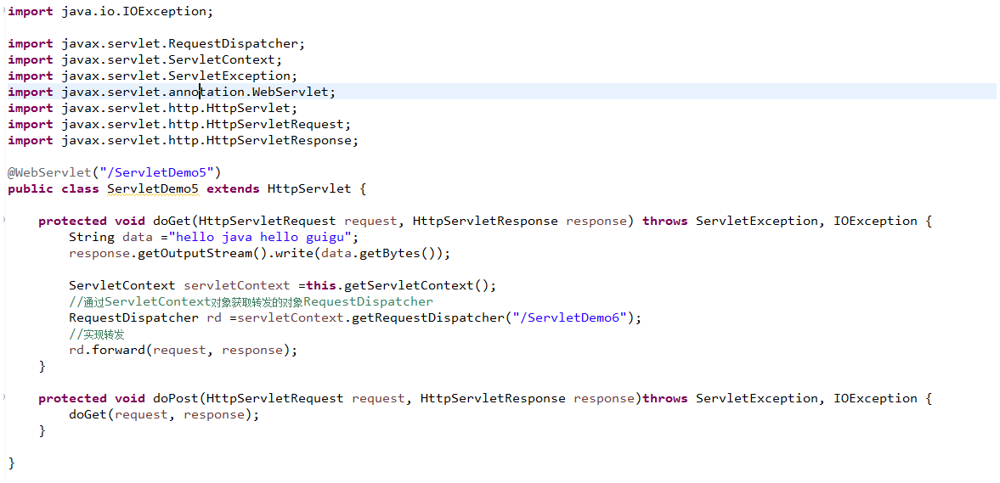 import java.io.IOException;
import javax.servlet.RequestDispatcher;
import javax.servlet.ServletContext;
import javax.servlet.ServletException;
import javax.servlet.annotation.WebServlet;
import javax.servlet.http.HttpServlet;
import javax.servlet.http.HttpServletRequest;
import javax.servlet.http.HttpServletResponse;
@WebServlet("/ServletDemo5")
public class ServletDemo5 extends HttpServlet {
protected void doGet(HttpServletRequest request, HttpServletResponse response) throws ServletException, IOException {
String data ="hello java hello guigu";
response.getOutputStream().write(data.getBytes());
ServletContext servletContext =this.getServletContext();
//通过ServletContext对象获取转发的对象RequestDispatcher
RequestDispatcher rd =servletContext.getRequestDispatcher("/ServletDemo6");
//实现转发
rd.forward(request, response);
}
protected void doPost(HttpServletRequest request, HttpServletResponse response)throws ServletException, IOException {
doGet(request, response);
}
}